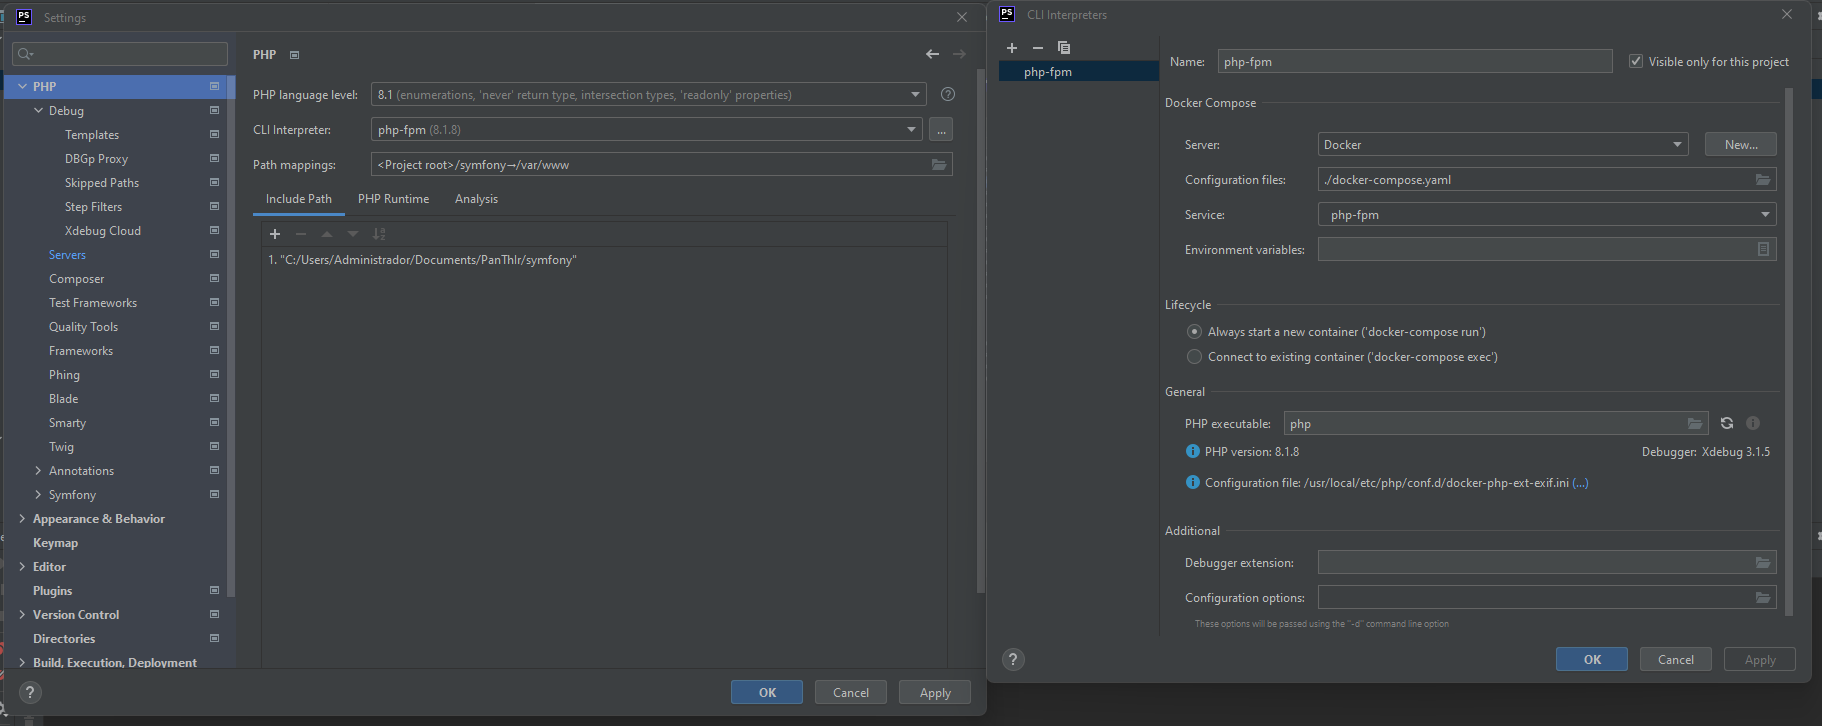 PS Settings
PHP
Debug
Templates
DBGp Proxy
Skipped Paths
Step Filters
Xdebug Cloud
Servers
Composer
Test Frameworks
Quality Tools
Frameworks
Phing
Blade
Smarty
Twig
Annotations
Symfony
Appearance & Behavior
Keymap
Editor
Plugins
Version Control
Directories
Build, Execution, Deployment
PHP
PHP language level: 8.1 (enumerations, 'never' return type, intersection types, 'readonly' properties)
CLI Interpreter: php-fpm (8.1.8) ...
Path mappings: <Project root>/symfony→/var/www
Include Path PHP Runtime Analysis
1. "C:/Users/Administrador/Documents/PanThIr/symfony"
? OK Cancel Apply
PS CLI Interpreters
php-fpm
Name: php-fpm Visible only for this project
Docker Compose
Server: Docker New...
Configuration files: ./docker-compose.yaml
Service: php-fpm
Environment variables:
Lifecycle
Always start a new container ('docker-compose run')
Connect to existing container ('docker-compose exec')
General
PHP executable: php
PHP version: 8.1.8 Debugger: Xdebug 3.1.5
Configuration file: /usr/local/etc/php/conf.d/docker-php-ext-exif.ini (...)
Additional
Debugger extension:
Configuration options:
These options will be passed using the "-d" command line option
? OK Cancel Apply